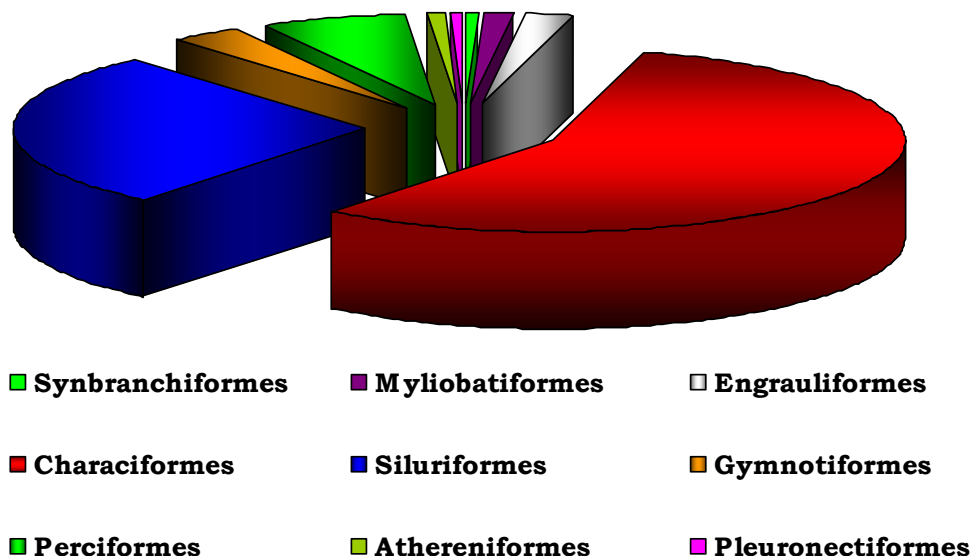 Synbranchiformes Myliobatiformes Engrauliformes
Characiformes Siluriformes Gymnotiformes
Perciformes Athereniformes Pleuronectiformes